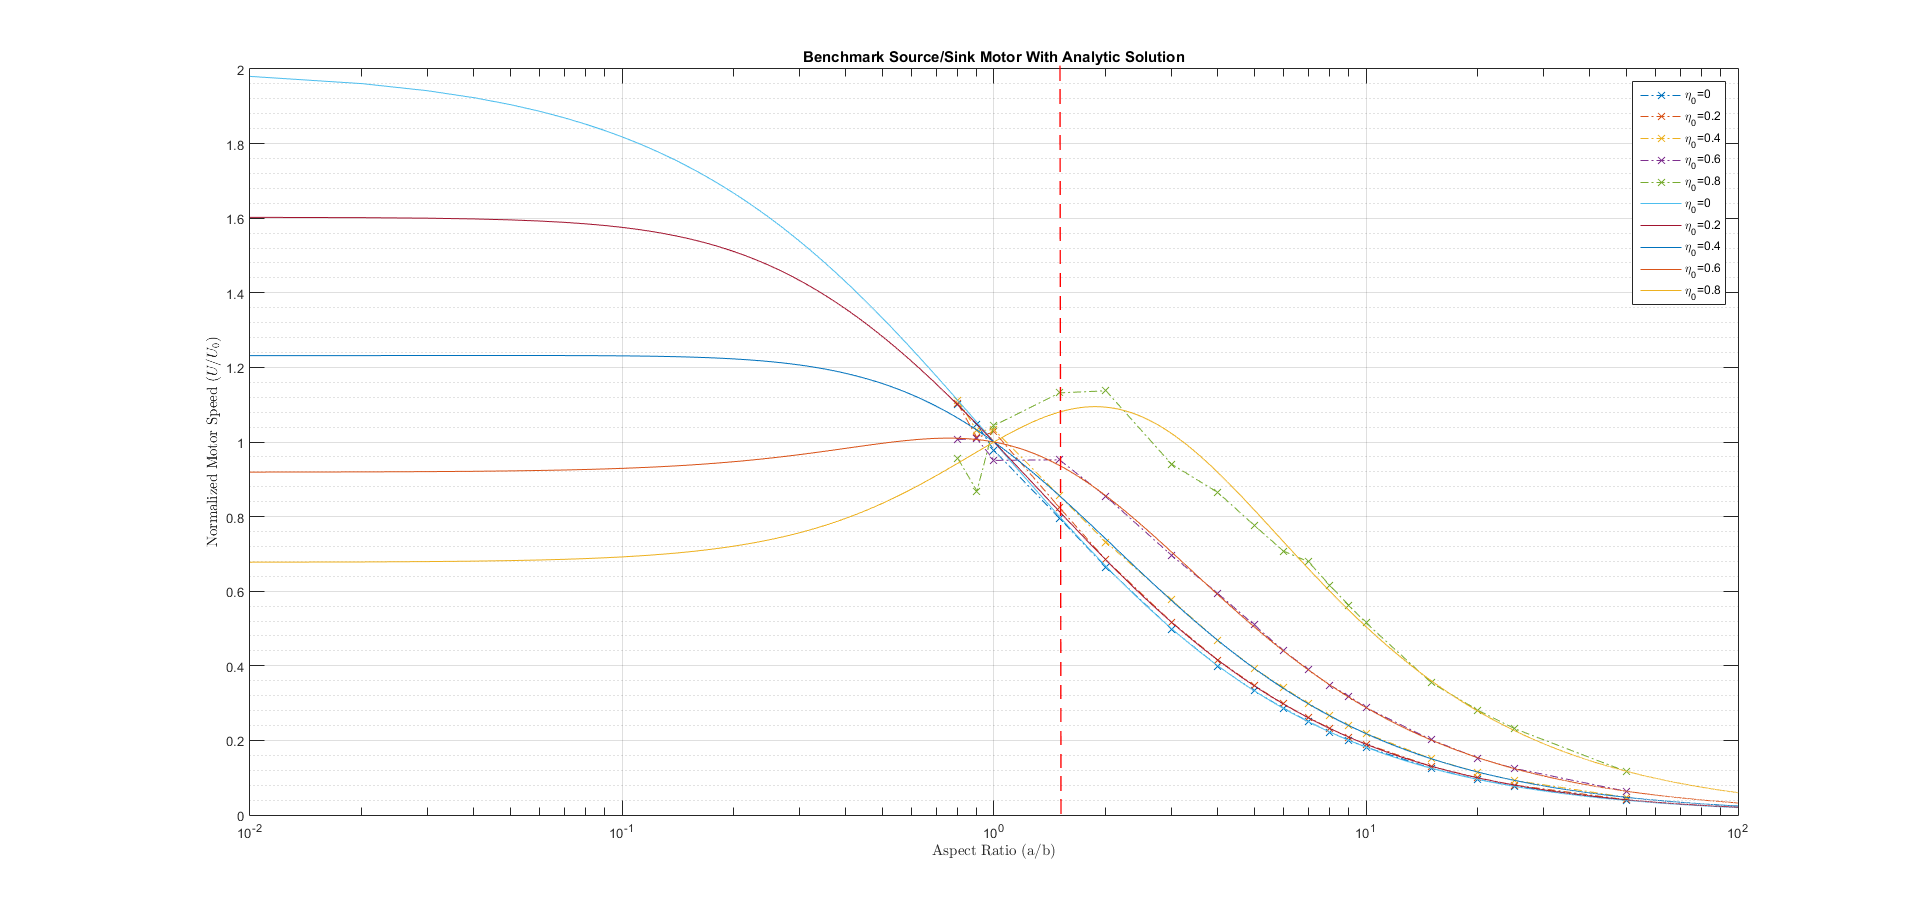 Benchmark Source/Sink Motor With Analytic Solution
Normalized Motor Speed (U/U₀)
2
1.8
1.6
1.4
1.2
1
0.8
0.6
0.4
0.2
0
10⁻²
10⁻¹
10⁰
10¹
10²
Aspect Ratio (a/b)
η₀=0
η₀=0.2
η₀=0.4
η₀=0.6
η₀=0.8
η₀=0
η₀=0.2
η₀=0.4
η₀=0.6
η₀=0.8